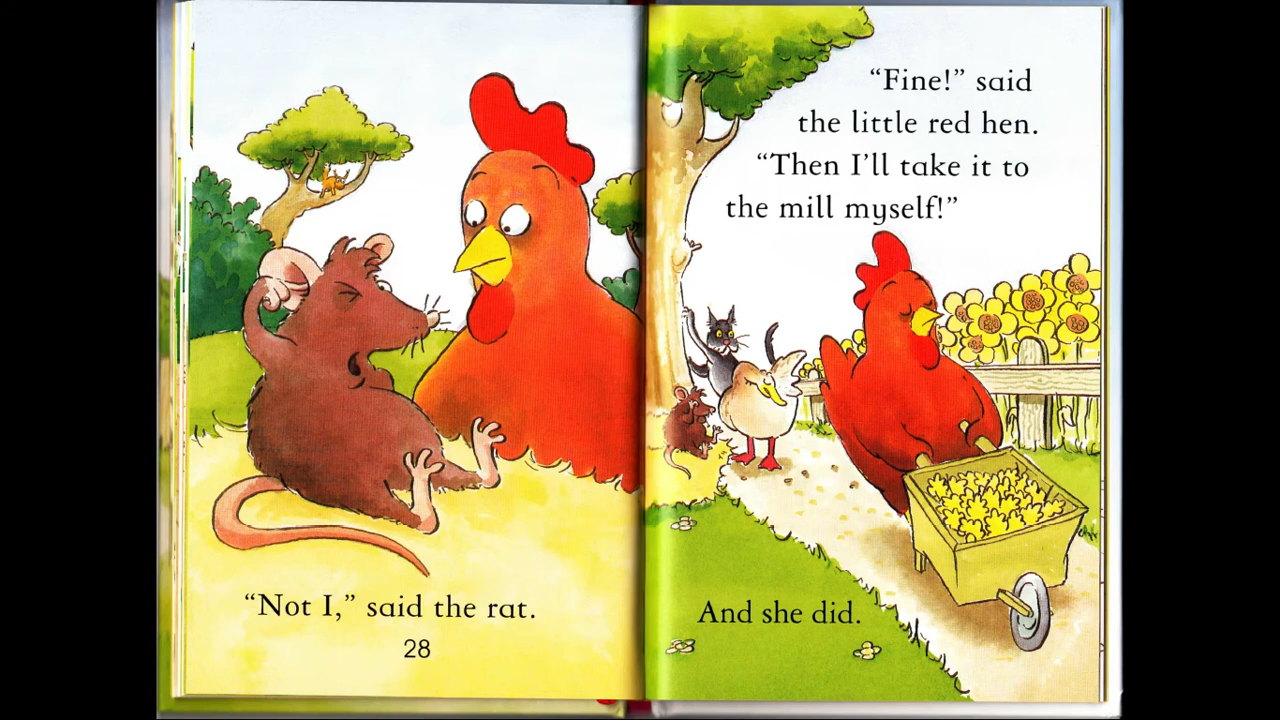 “Not I,” said the rat.
28
“Fine!” said
the little red hen.
“Then I’ll take it to
the mill myself!”
And she did.